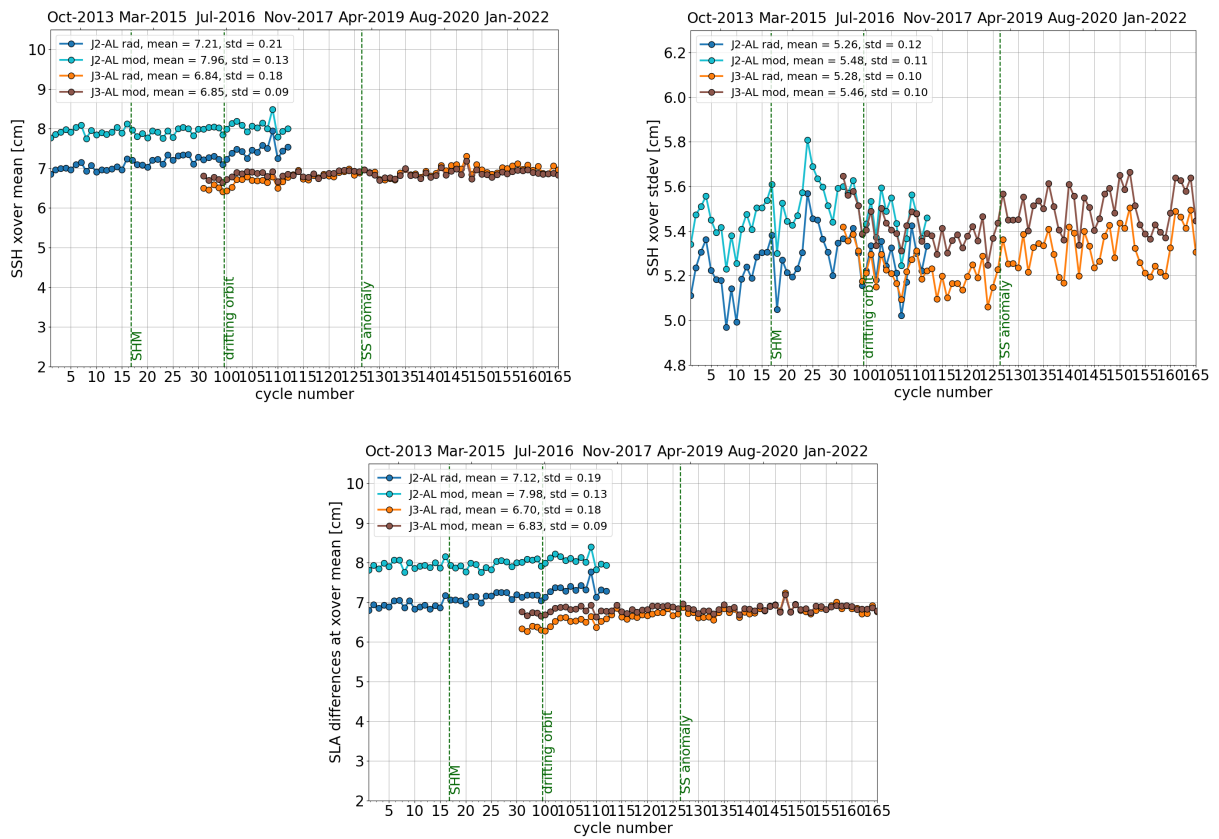 Oct-2013 Mar-2015 Jul-2016 Nov-2017 Apr-2019 Aug-2020 Jan-2022
J2-AL rad, mean = 7.21, std = 0.21
J2-AL mod, mean = 7.96, std = 0.13
J3-AL rad, mean = 6.84, std = 0.18
J3-AL mod, mean = 6.85, std = 0.09
SSH xover mean [cm]
10
9
8
7
6
5
4
3
2
SHM
drifting orbit
SS anomaly
5 10 15 20 25 30 100 105 110 115 120 125 130 135 140 145 150 155 160 165
cycle number
Oct-2013 Mar-2015 Jul-2016 Nov-2017 Apr-2019 Aug-2020 Jan-2022
J2-AL rad, mean = 5.26, std = 0.12
J2-AL mod, mean = 5.48, std = 0.11
J3-AL rad, mean = 5.28, std = 0.10
J3-AL mod, mean = 5.46, std = 0.10
SSH xover stdev [cm]
6.2
6.0
5.8
5.6
5.4
5.2
5.0
4.8
SHM
drifting orbit
SS anomaly
5 10 15 20 25 30 100 105 110 115 120 125 130 135 140 145 150 155 160 165
cycle number
Oct-2013 Mar-2015 Jul-2016 Nov-2017 Apr-2019 Aug-2020 Jan-2022
J2-AL rad, mean = 7.12, std = 0.19
J2-AL mod, mean = 7.98, std = 0.13
J3-AL rad, mean = 6.70, std = 0.18
J3-AL mod, mean = 6.83, std = 0.09
SLA differences at xover mean [cm]
10
9
8
7
6
5
4
3
2
SHM
drifting orbit
SS anomaly
5 10 15 20 25 30 100 105 110 115 120 125 130 135 140 145 150 155 160 165
cycle number